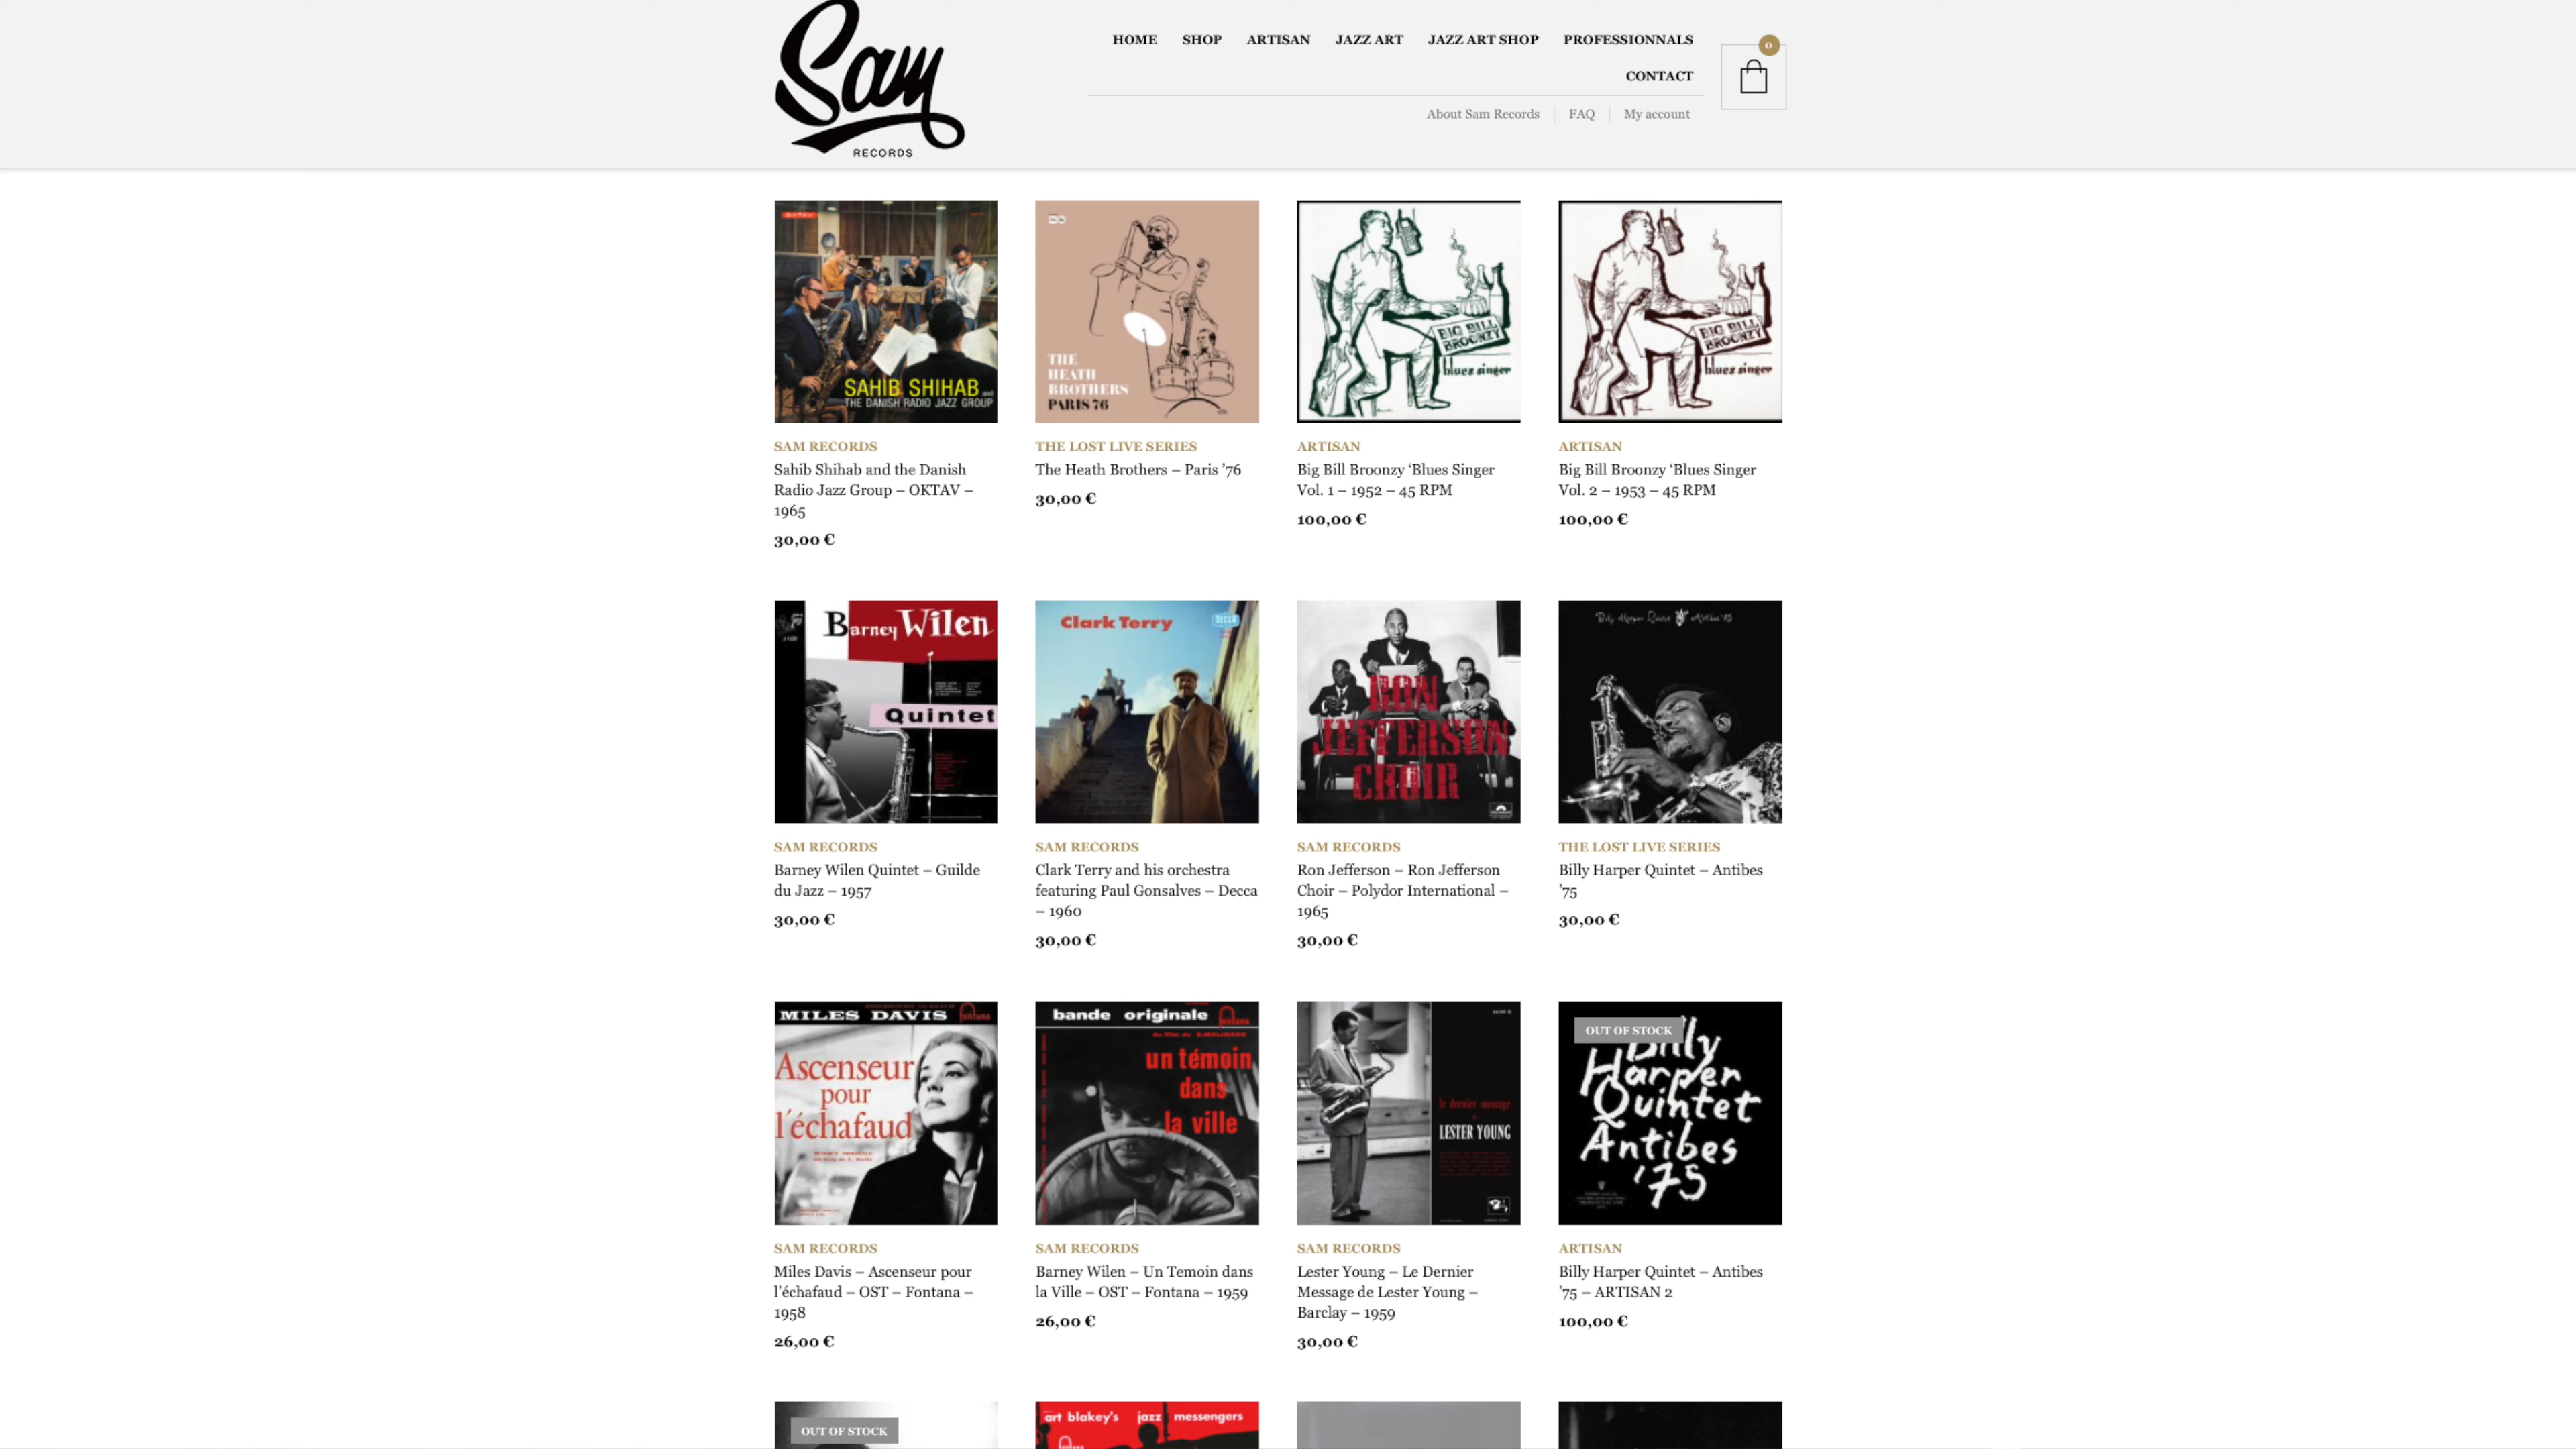 Sam
RECORDS
HOME SHOP ARTISAN JAZZ ART JAZZ ART SHOP PROFESSIONNALS
CONTACT
About Sam Records FAQ My account
0
OKTAV
SAHIB SHIHAB and
THE DANISH RADIO JAZZ GROUP
SAM RECORDS
Sahib Shihab and the Danish
Radio Jazz Group – OKTAV –
1965
30,00 €
THE
HEATH
BROTHERS
PARIS 76
THE LOST LIVE SERIES
The Heath Brothers – Paris ’76
30,00 €
BIG BILL
BROONZY
blues singer
ARTISAN
Big Bill Broonzy ‘Blues Singer
Vol. 1 – 1952 – 45 RPM
100,00 €
BIG BILL
BROONZY
blues singer
ARTISAN
Big Bill Broonzy ‘Blues Singer
Vol. 2 – 1953 – 45 RPM
100,00 €
Barney Wilen
Quintet
SAM RECORDS
Barney Wilen Quintet – Guilde
du Jazz – 1957
30,00 €
Clark Terry
DECCA
SAM RECORDS
Clark Terry and his orchestra
featuring Paul Gonsalves – Decca
– 1960
30,00 €
RON
JEFFERSON
CHOIR
SAM RECORDS
Ron Jefferson – Ron Jefferson
Choir – Polydor International –
1965
30,00 €
Billy Harper Quintet Antibes '75
THE LOST LIVE SERIES
Billy Harper Quintet – Antibes
’75
30,00 €
MILES DAVIS fontana
Ascenseur
pour
l'échafaud
SAM RECORDS
Miles Davis – Ascenseur pour
l’échafaud – OST – Fontana –
1958
26,00 €
bande originale fontana
un témoin
dans
la ville
SAM RECORDS
Barney Wilen – Un Temoin dans
la Ville – OST – Fontana – 1959
26,00 €
le dernier message
LESTER YOUNG
SAM RECORDS
Lester Young – Le Dernier
Message de Lester Young –
Barclay – 1959
30,00 €
OUT OF STOCK
Billy
Harper
Quintet
Antibes
'75
ARTISAN
Billy Harper Quintet – Antibes
’75 – ARTISAN 2
100,00 €
OUT OF STOCK
art blakey's jazz messengers